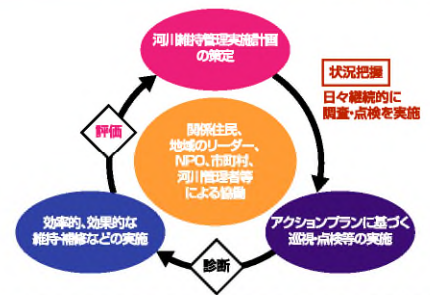 河川維持管理実施計画
の策定
状況把握
日々継続的に
調査・点検を実施
評価
関係住民、
地域のリーダー、
NPO、市町村、
河川管理者等
による協働
効率的、効果的な
維持・補修などの実施
アクションプランに基づく
巡視・点検等の実施
診断